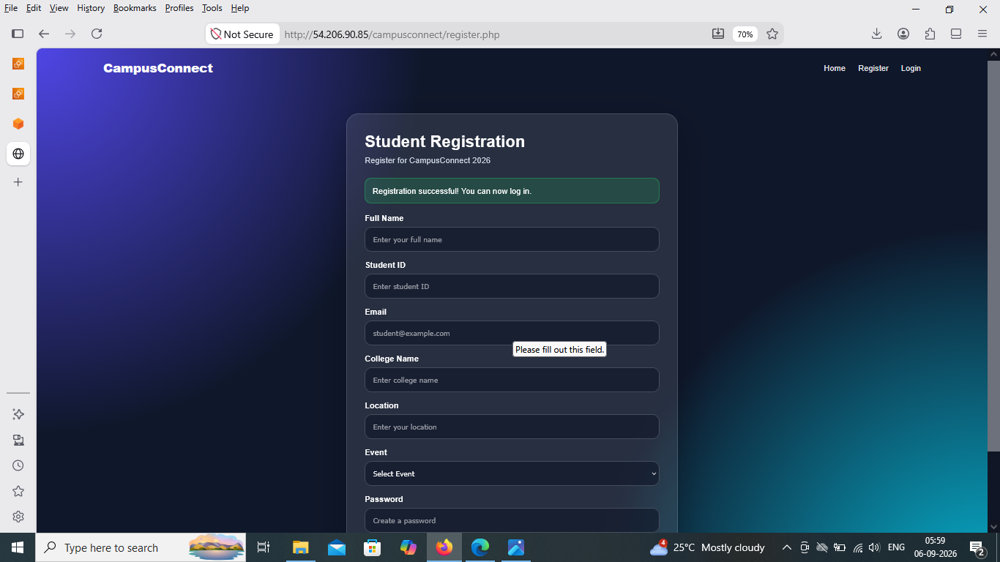 File Edit View History Bookmarks Profiles Tools Help
Not Secure http://54.206.90.85/campusconnect/register.php 70%
CampusConnect Home Register Login
Student Registration
Register for CampusConnect 2026
Registration successful! You can now log in.
Full Name
Enter your full name
Student ID
Enter student ID
Email
student@example.com
Please fill out this field.
College Name
Enter college name
Location
Enter your location
Event
Select Event
Password
Create a password
Type here to search 4 25°C Mostly cloudy ENG 05:59
06-09-2026 2